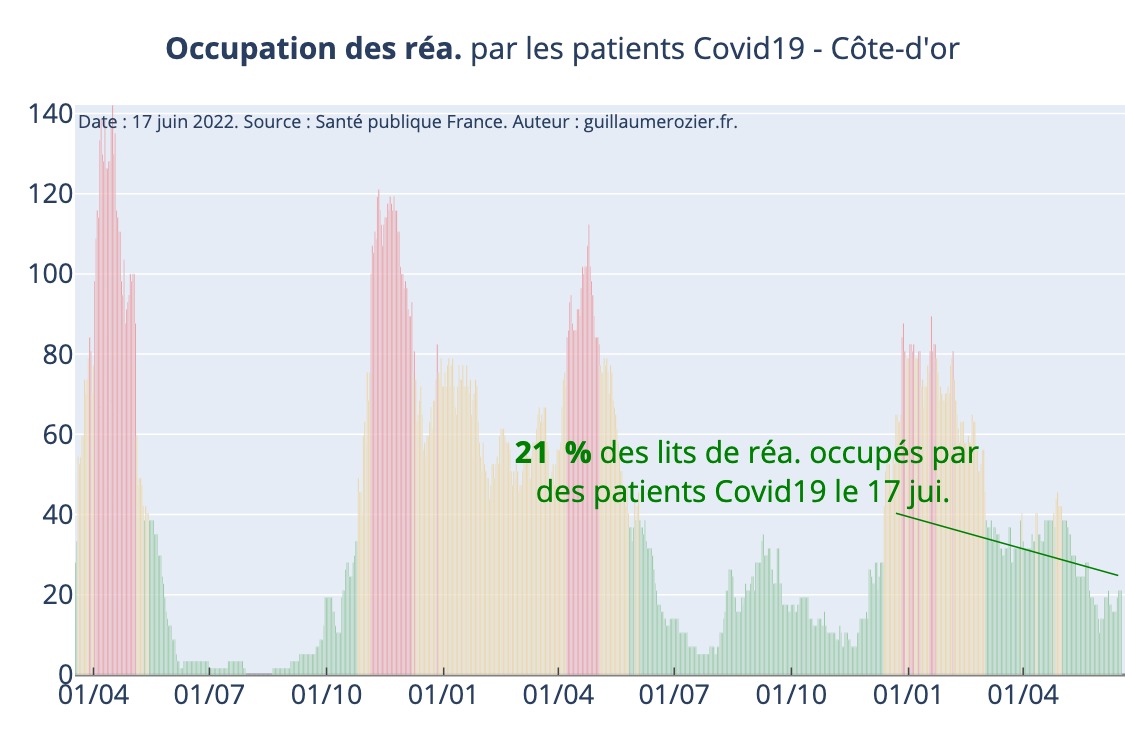 Occupation des réa. par les patients Covid19 - Côte-d'or
140
Date : 17 juin 2022. Source : Santé publique France. Auteur : guillaumerozier.fr.
120
100
80
60
21 % des lits de réa. occupés par
des patients Covid19 le 17 jui.
40
20
0
01/04 01/07 01/10 01/01 01/04 01/07 01/10 01/01 01/04